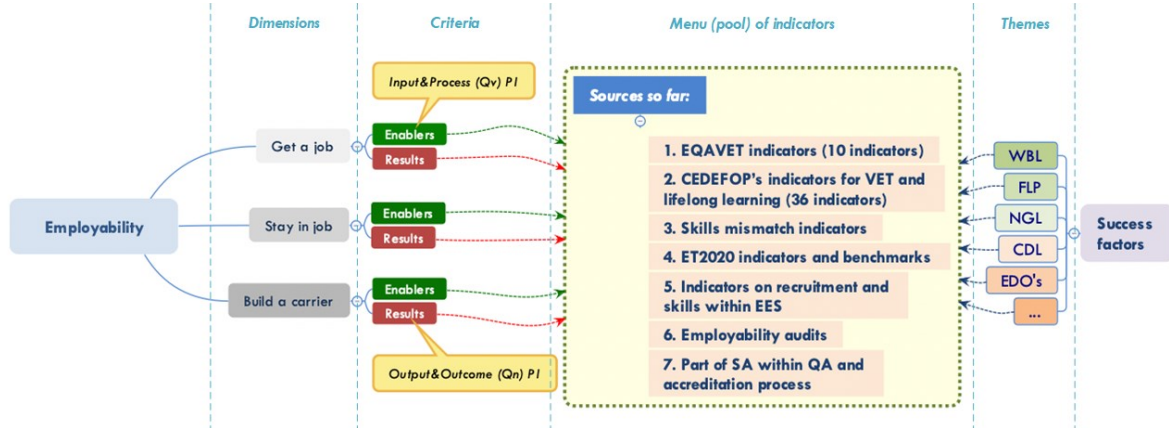 Dimensions
Criteria
Menu (pool) of indicators
Themes
Employability
Get a job
Stay in job
Build a carrier
Input&Process (Qv) PI
Enablers
Results
Enablers
Results
Enablers
Results
Output&Outcome (Qn) PI
Sources so far:
1. EQAVET indicators (10 indicators)
2. CEDEFOP's indicators for VET and
lifelong learning (36 indicators)
3. Skills mismatch indicators
4. ET2020 indicators and benchmarks
5. Indicators on recruitment and
skills within EES
6. Employability audits
7. Part of SA within QA and
accreditation process
WBL
FLP
NGL
CDL
EDO's
...
Success
factors